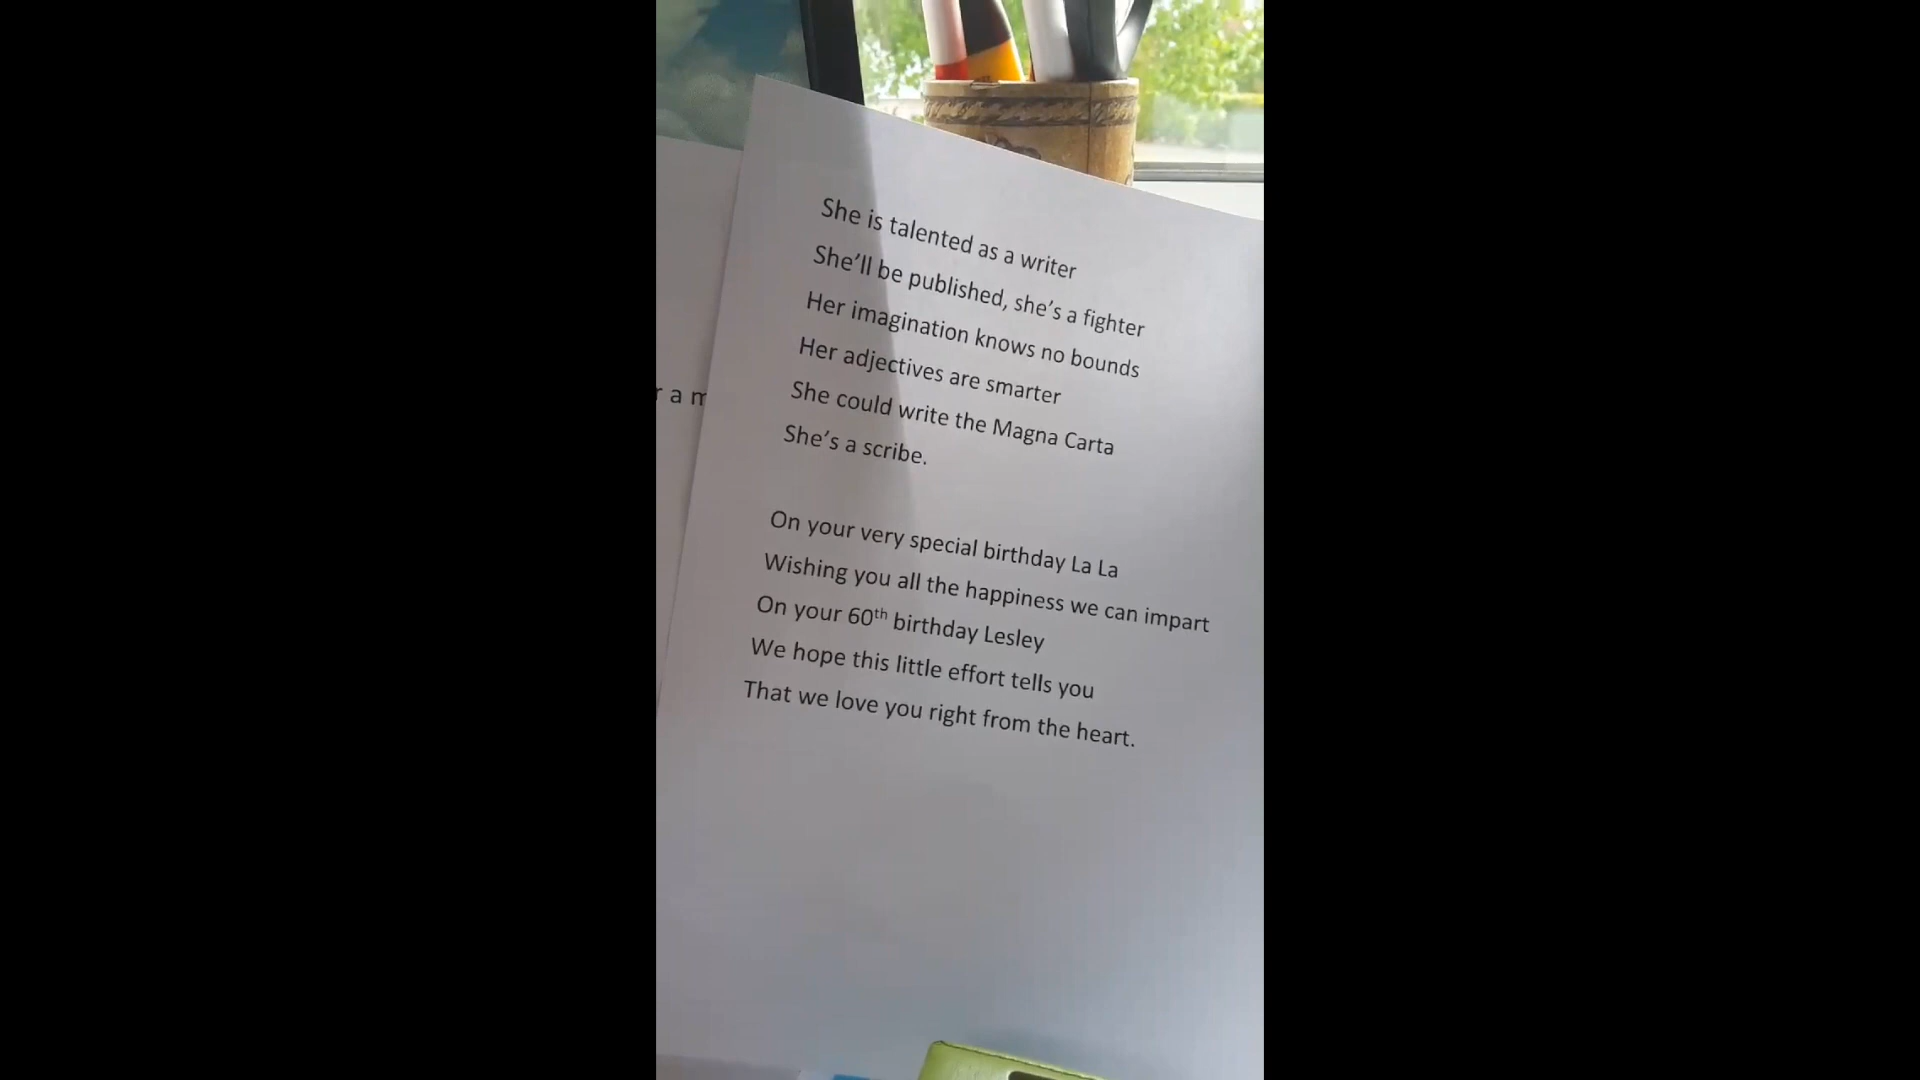 She is talented as a writer
She'll be published, she's a fighter
Her imagination knows no bounds
Her adjectives are smarter
She could write the Magna Carta
She's a scribe.
On your very special birthday La La
Wishing you all the happiness we can impart
On your 60th birthday Lesley
We hope this little effort tells you
That we love you right from the heart.
a